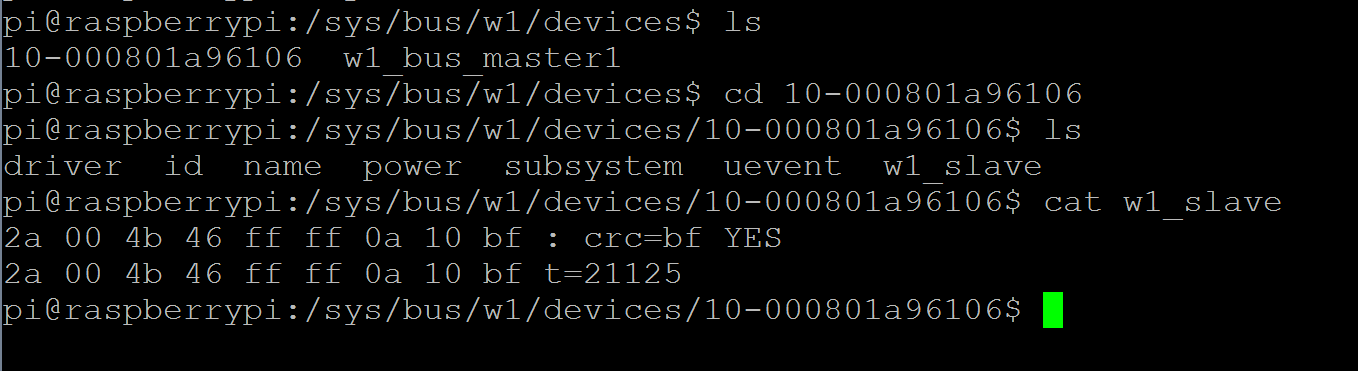 pi@raspberrypi:/sys/bus/w1/devices$ ls
10-000801a96106  w1_bus_master1
pi@raspberrypi:/sys/bus/w1/devices$ cd 10-000801a96106
pi@raspberrypi:/sys/bus/w1/devices/10-000801a96106$ ls
driver  id  name  power  subsystem  uevent  w1_slave
pi@raspberrypi:/sys/bus/w1/devices/10-000801a96106$ cat w1_slave
2a 00 4b 46 ff ff 0a 10 bf : crc=bf YES
2a 00 4b 46 ff ff 0a 10 bf t=21125
pi@raspberrypi:/sys/bus/w1/devices/10-000801a96106$